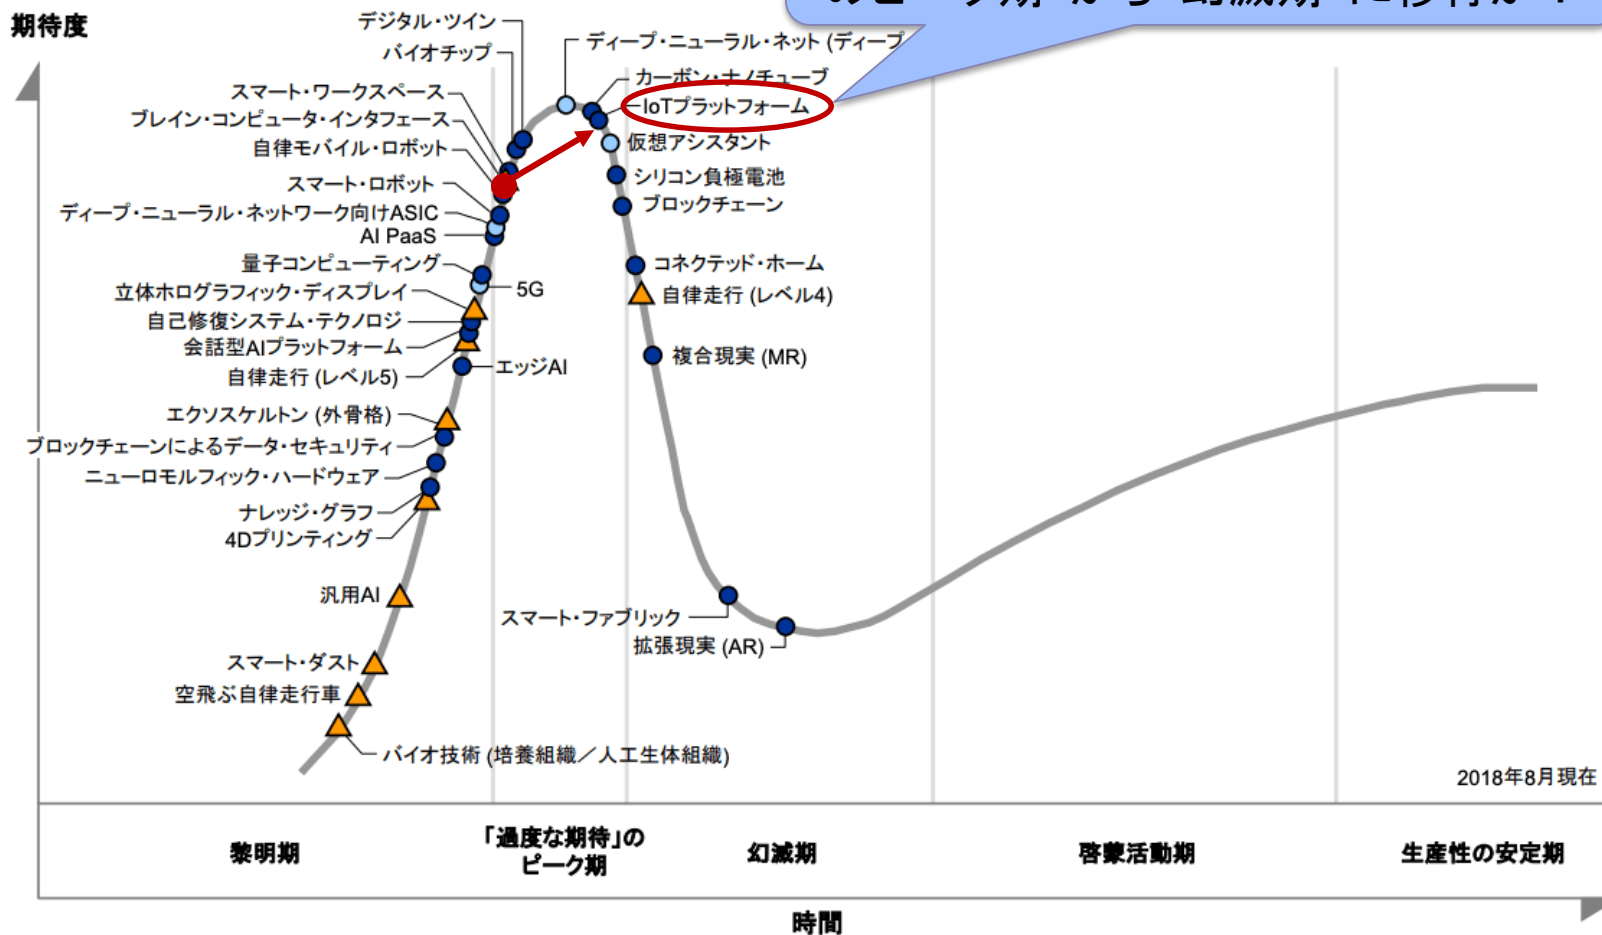 のピーク期"から"幻滅期"に移行か?
期待度
デジタル・ツイン
バイオチップ
スマート・ワークスペース
ブレイン・コンピュータ・インタフェース
自律モバイル・ロボット
スマート・ロボット
ディープ・ニューラル・ネットワーク向けASIC
AI PaaS
量子コンピューティング
5G
立体ホログラフィック・ディスプレイ
自己修復システム・テクノロジ
会話型AIプラットフォーム
自律走行 (レベル5)
エッジAI
エクソスケルトン (外骨格)
ブロックチェーンによるデータ・セキュリティ
ニューロモルフィック・ハードウェア
ナレッジ・グラフ
4Dプリンティング
汎用AI
スマート・ダスト
空飛ぶ自律走行車
バイオ技術 (培養組織/人工生体組織)
ディープ・ニューラル・ネット (ディープ
カーボン・ナノチューブ
IoTプラットフォーム
仮想アシスタント
シリコン負極電池
ブロックチェーン
コネクテッド・ホーム
自律走行 (レベル4)
複合現実 (MR)
スマート・ファブリック
拡張現実 (AR)
2018年8月現在
黎明期
「過度な期待」の
ピーク期
幻滅期
啓蒙活動期
生産性の安定期
時間